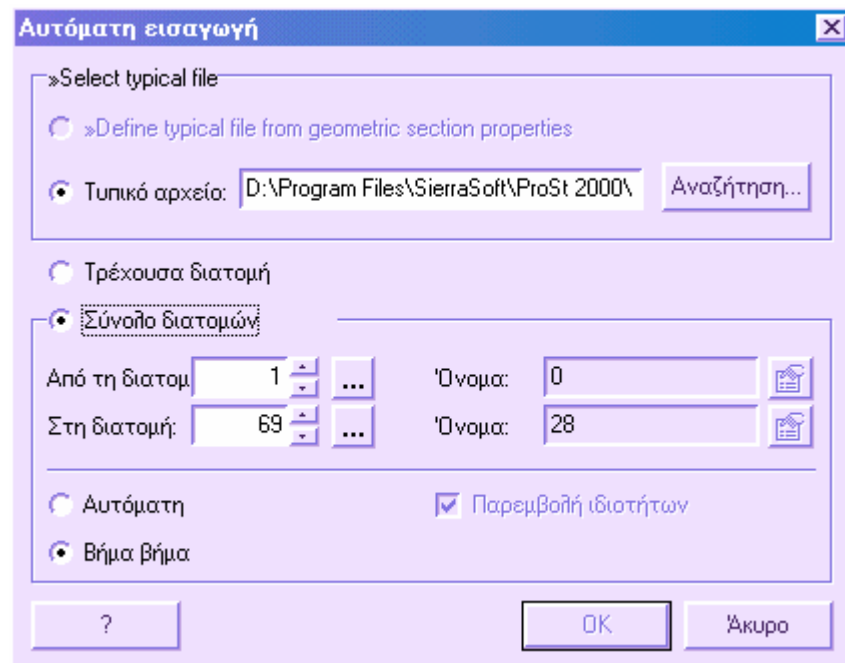 Αυτόματη εισαγωγή
»Select typical file
»Define typical file from geometric section properties
Τυπικό αρχείο: D:\Program Files\SierraSoft\ProSt 2000\ Αναζήτηση...
Τρέχουσα διατομή
Σύνολο διατομών
Από τη διατομ 1 ... Όνομα: 0
Στη διατομή: 69 ... Όνομα: 28
Αυτόματη Παρεμβολή ιδιοτήτων
Βήμα βήμα
? OK Άκυρο